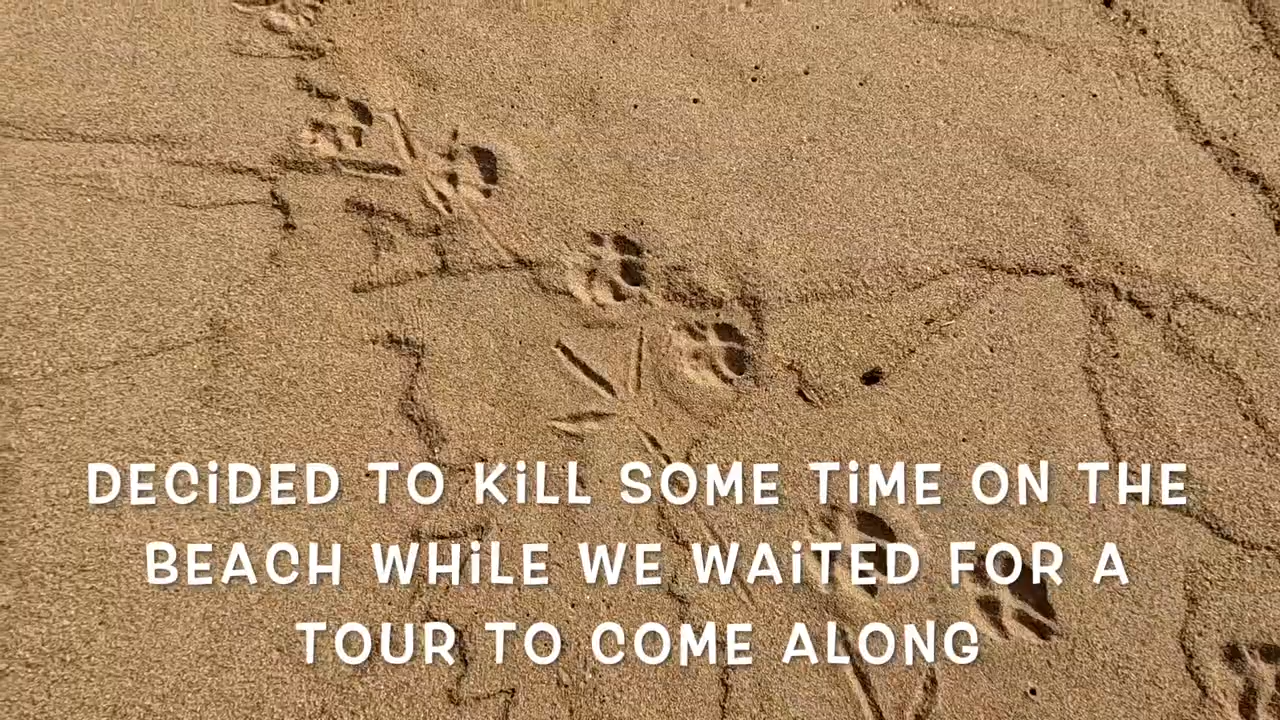 DECiDED TO KiLL SOME TiME ON THE
BEACH WHiLE WE WAiTED FOR A
TOUR TO COME ALONG